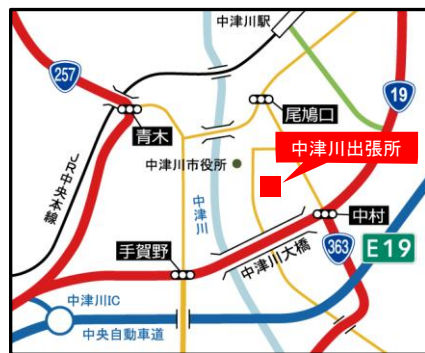 中津川駅
257
19
尾鳩口
青木
中津川出張所
中津川市役所
JR中央本線
中津川
中村
手賀野
中津川大橋
363
E19
中津川IC
中央自動車道